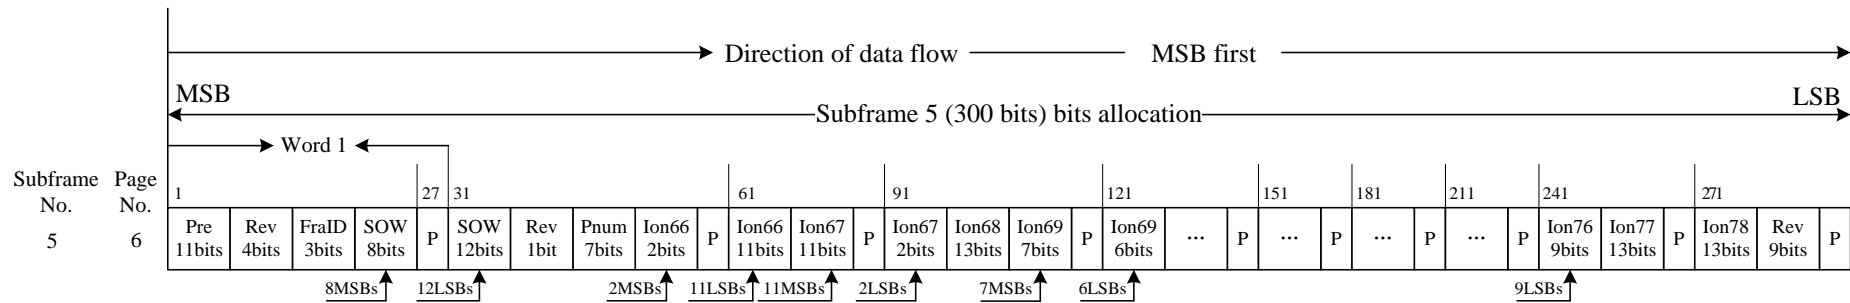 Direction of data flow MSB first
MSB LSB
Subframe 5 (300 bits) bits allocation
Word 1
Subframe Page
No. No.
1 27 31 61 91 121 151 181 211 241 271
Pre Rev FraID SOW P SOW Rev Pnum Ion66 P Ion66 Ion67 P Ion67 Ion68 Ion69 P Ion69 ... P ... P ... P ... P Ion76 Ion77 P Ion78 Rev P
5 6 11bits 4bits 3bits 8bits 12bits 1bit 7bits 2bits 11bits 11bits 2bits 13bits 7bits 6bits 9bits 13bits 13bits 9bits
8MSBs 12LSBs 2MSBs 11LSBs 11MSBs 2LSBs 7MSBs 6LSBs 9LSBs